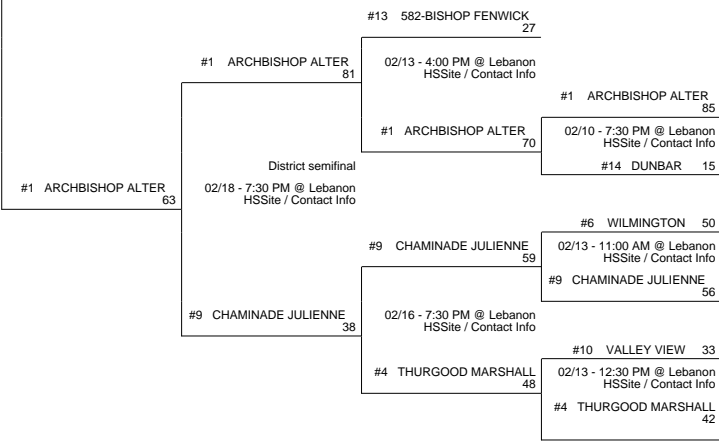 #13 582-BISHOP FENWICK
27
#1 ARCHBISHOP ALTER
81
02/13 - 4:00 PM @ Lebanon
HSSite / Contact Info
#1 ARCHBISHOP ALTER
85
#1 ARCHBISHOP ALTER
70
02/10 - 7:30 PM @ Lebanon
HSSite / Contact Info
#14 DUNBAR 15
District semifinal
#1 ARCHBISHOP ALTER
63
02/18 - 7:30 PM @ Lebanon
HSSite / Contact Info
#6 WILMINGTON 50
#9 CHAMINADE JULIENNE
59
02/13 - 11:00 AM @ Lebanon
HSSite / Contact Info
#9 CHAMINADE JULIENNE
56
#9 CHAMINADE JULIENNE
38
02/16 - 7:30 PM @ Lebanon
HSSite / Contact Info
#10 VALLEY VIEW 33
#4 THURGOOD MARSHALL
48
02/13 - 12:30 PM @ Lebanon
HSSite / Contact Info
#4 THURGOOD MARSHALL
42